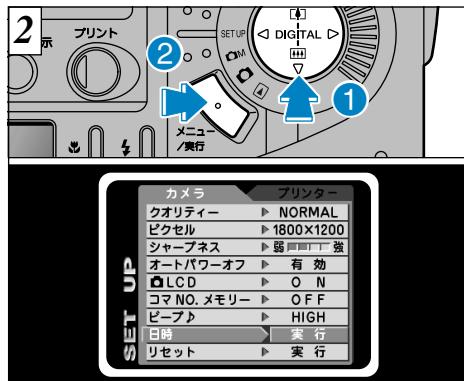 2
プリント
示
SET UP
DIGITAL
M
2
1
メニュー
/実行
SET UP
カメラ プリンター
クオリティー NORMAL
ピクセル 1800×1200
シャープネス 弱 強
オートパワーオフ 有 効
LCD O N
コマ NO. メモリー OFF
ビープ♪ HIGH
日時 実 行
リセット 実 行